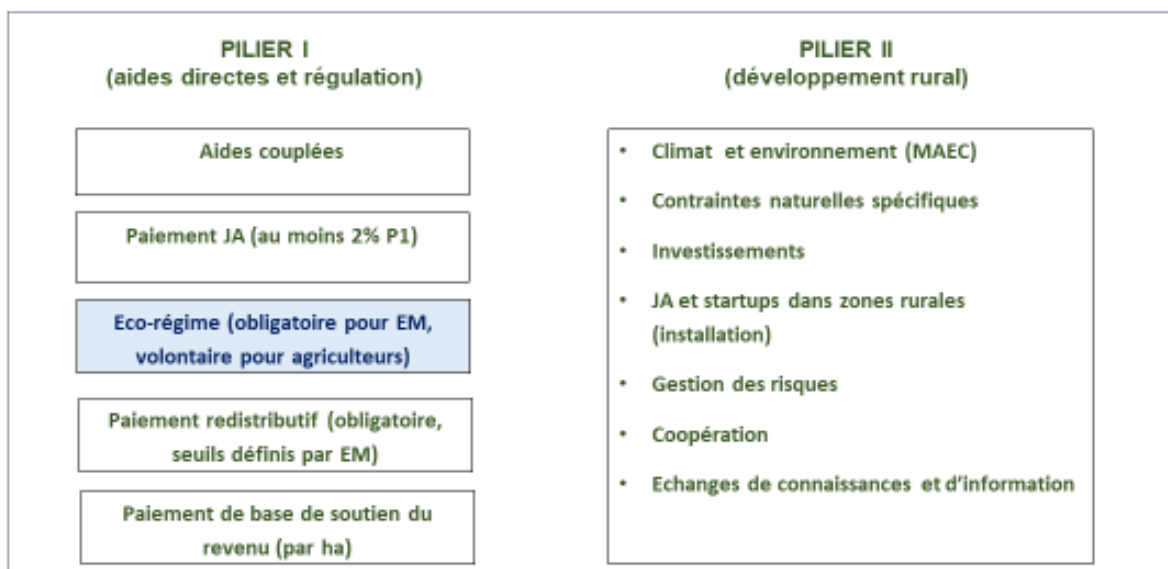 PILIER I
(aides directes et régulation)
Aides couplées
Paiement JA (au moins 2% P1)
Eco-régime (obligatoire pour EM,
volontaire pour agriculteurs)
Paiement redistributif (obligatoire,
seuils définis par EM)
Paiement de base de soutien du
revenu (par ha)
PILIER II
(développement rural)
• Climat et environnement (MAEC)
• Contraintes naturelles spécifiques
• Investissements
• JA et startups dans zones rurales
(installation)
• Gestion des risques
• Coopération
• Echanges de connaissances et d'information